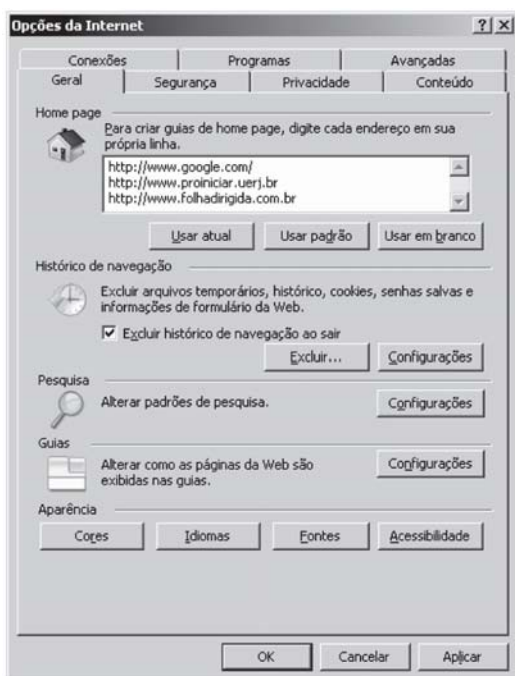 Opções da Internet
Conexões Programas Avançadas
Geral Segurança Privacidade Conteúdo
Home page
Para criar guias de home page, digite cada endereço em sua
própria linha.
http://www.google.com/
http://www.proiniciar.uerj.br
http://www.folhadirigida.com.br
Usar atual Usar padrão Usar em branco
Histórico de navegação
Excluir arquivos temporários, histórico, cookies, senhas salvas e
informações de formulário da Web.
Excluir histórico de navegação ao sair
Excluir... Configurações
Pesquisa
Alterar padrões de pesquisa. Configurações
Guias
Alterar como as páginas da Web são
exibidas nas guias. Configurações
Aparência
Cores Idiomas Fontes Acessibilidade
OK Cancelar Aplicar